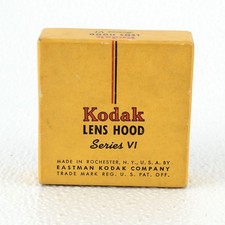 Kodak
LENS HOOD
Series VI
MADE IN ROCHESTER, N. Y., U. S. A. BY
EASTMAN KODAK COMPANY
TRADE MARK REG. U. S. PAT. OFF.